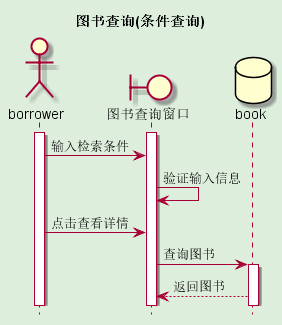 图书查询(条件查询)
borrower
图书查询窗口
book
输入检索条件
验证输入信息
点击查看详情
查询图书
返回图书